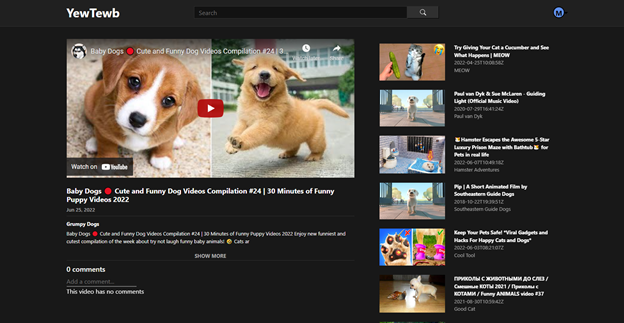 YewTewb
Search
M
Baby Dogs 🔴 Cute and Funny Dog Videos Compilation #24 | 3...
Watch on YouTube
Baby Dogs 🔴 Cute and Funny Dog Videos Compilation #24 | 30 Minutes of Funny
Puppy Videos 2022
Jun 25, 2022
Grumpy Dogs
Baby Dogs 🔴 Cute and Funny Dog Videos Compilation #24 | 30 Minutes of Funny Puppy Videos 2022 Enjoy new funniest and
cutest compilation of the week about try not laugh funny baby animals! 🤣 Cats ar
SHOW MORE
0 comments
Add a comment...
This video has no comments
Try Giving Your Cat a Cucumber and See
What Happens | MEOW
2022-04-25T10:08:58Z
MEOW
Paul van Dyk & Sue McLaren - Guiding
Light (Official Music Video)
2020-07-29T16:41:24Z
Paul van Dyk
🐹Hamster Escapes the Awesome 5-Star
Luxury Prison Maze with Bathtub🐹 for
Pets in real life
2022-06-07T10:49:16Z
Hamster Adventures
Pip | A Short Animated Film by
Southeastern Guide Dogs
2018-10-22T19:39:51Z
Southeastern Guide Dogs
Keep Your Pets Safe! *Viral Gadgets
and Hacks For Happy Cats and Dogs*
2022-06-03T08:21:07Z
Cool Tool
ПРИКОЛЫ С ЖИВОТНЫМИ ДО СЛЕЗ /
Смешные КОТЫ 2021 / Приколы с
КОТАМИ / Funny ANIMALS video #37
2021-08-30T10:59:42Z
Good Cat